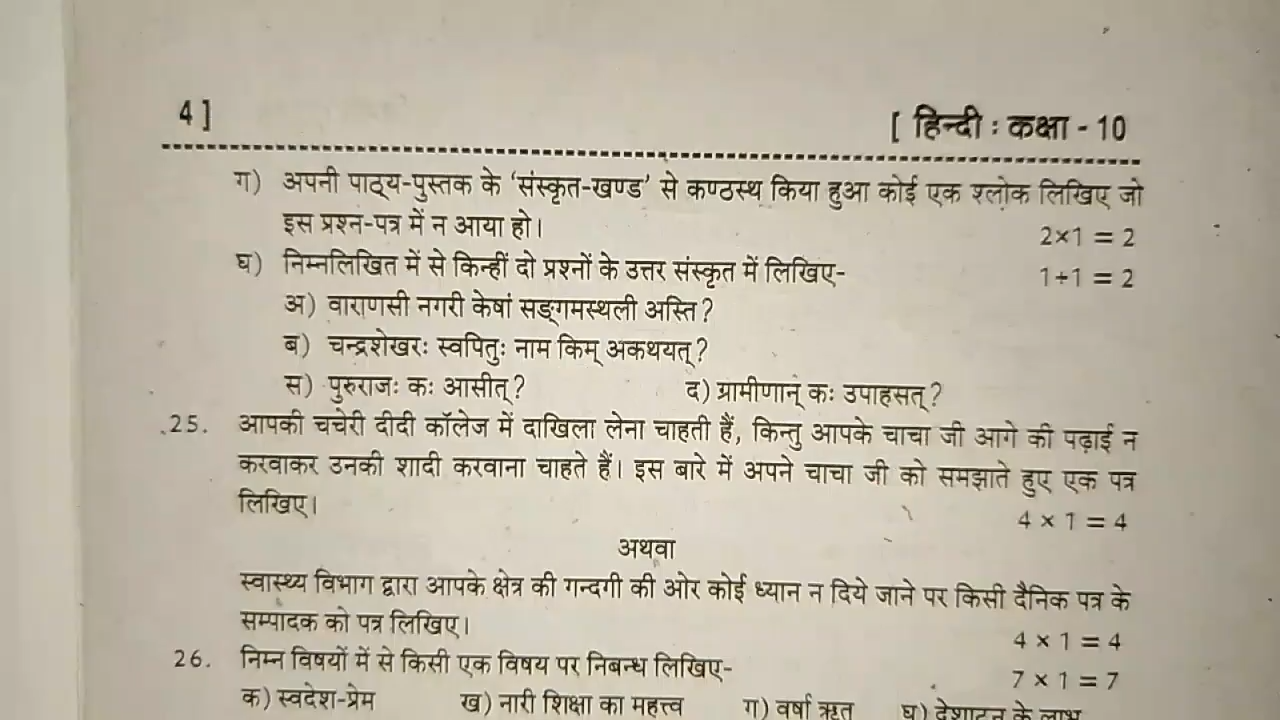 4 ]
[ हिन्दी : कक्षा - 10
ग) अपनी पाठ्य-पुस्तक के 'संस्कृत-खण्ड' से कण्ठस्थ किया हुआ कोई एक श्लोक लिखिए जो
इस प्रश्न-पत्र में न आया हो। 2×1 = 2
घ) निम्नलिखित में से किन्हीं दो प्रश्नों के उत्तर संस्कृत में लिखिए- 1+1 = 2
अ) वाराणसी नगरी केषां सङ्गमस्थली अस्ति?
ब) चन्द्रशेखरः स्वपितुः नाम किम् अकथयत्?
स) पुरुराजः कः आसीत्? द) ग्रामीणान् कः उपाहसत्?
25. आपकी चचेरी दीदी कॉलेज में दाखिला लेना चाहती हैं, किन्तु आपके चाचा जी आगे की पढ़ाई न
करवाकर उनकी शादी करवाना चाहते हैं। इस बारे में अपने चाचा जी को समझाते हुए एक पत्र
लिखिए। 4 × 1 = 4
अथवा
स्वास्थ्य विभाग द्वारा आपके क्षेत्र की गन्दगी की ओर कोई ध्यान न दिये जाने पर किसी दैनिक पत्र के
सम्पादक को पत्र लिखिए। 4 × 1 = 4
26. निम्न विषयों में से किसी एक विषय पर निबन्ध लिखिए- 7 × 1 = 7
क) स्वदेश-प्रेम ख) नारी शिक्षा का महत्त्व ग) वर्षा ऋतु घ) देशाटन के लाभ